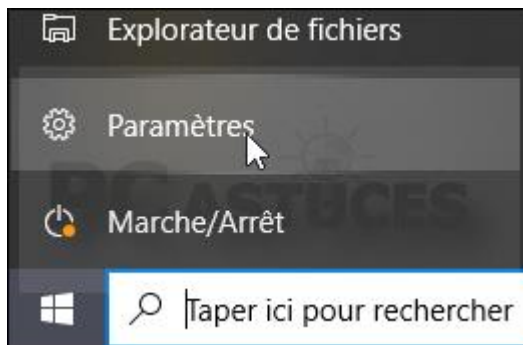 Explorateur de fichiers
Paramètres
PC ASTUCES
Marche/Arrêt
Taper ici pour rechercher